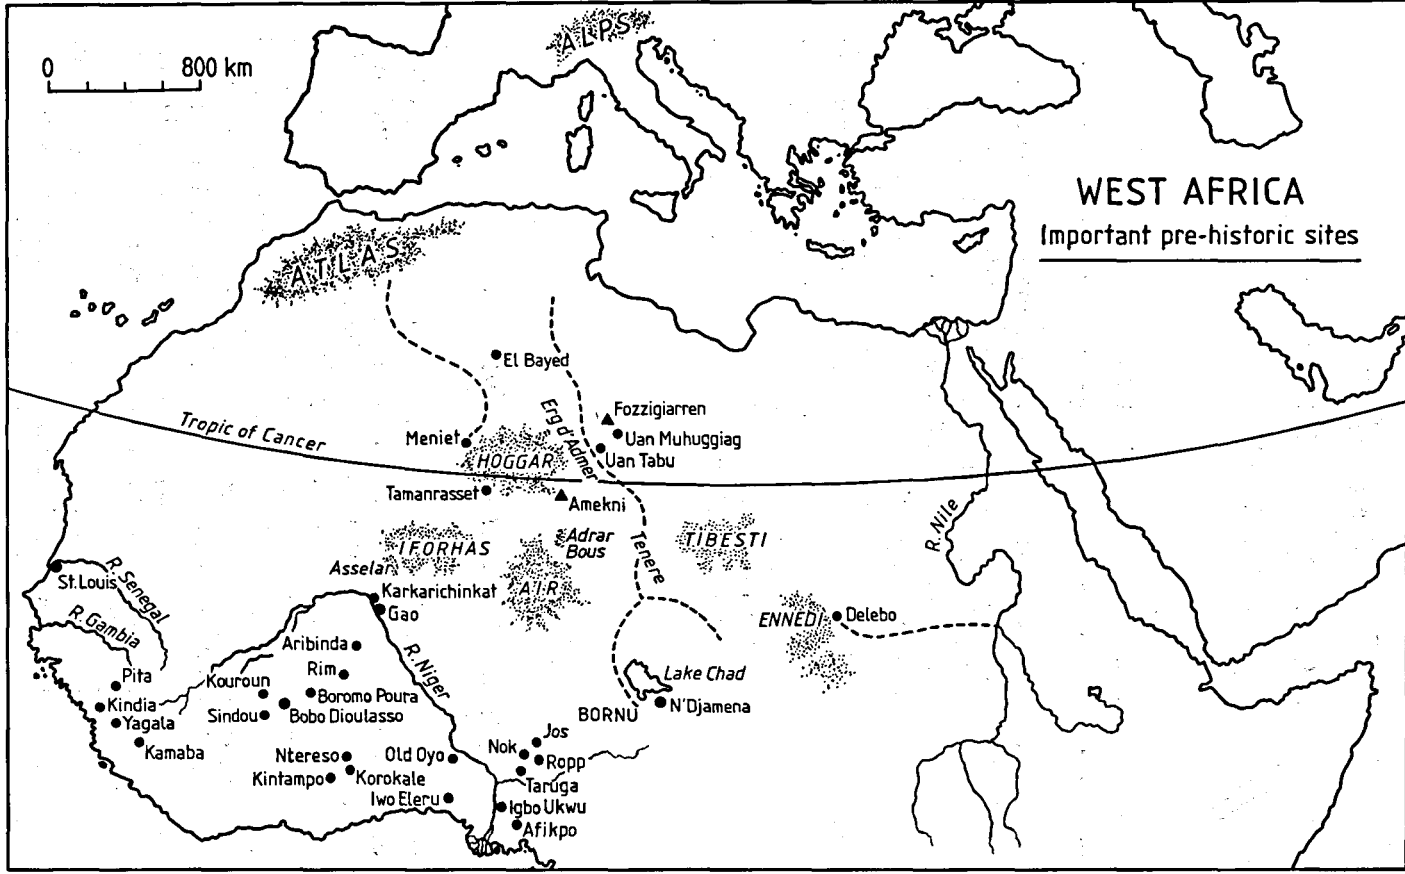 ALPS
0 800 km
WEST AFRICA
Important pre-historic sites
ATLAS
El Bayed
Erg d'Admer
Fozzigiarren
Tropic of Cancer
Meniet
Uan Muhuggiag
HOGGAR
Uan Tabu
Tamanrasset
Amekni
R. Nile
IFORHAS
Adrar
Bous
Tenere
TIBESTI
Asselar
AIR
St. Louis
R. Senegal
Karkarichinkat
Gao
R. Gambia
ENNEDI
Delebo
Aribinda
R. Niger
Rim
Lake Chad
Pita
Kouroun
Boromo Poura
Kindia
Sindou
Bobo Dioulasso
BORNU
N'Djamena
Yagala
Kamaba
Jos
Nok
Ntereso
Old Oyo
Ropp
Kintampo
Korokale
Taruga
Iwo Eleru
Igbo Ukwu
Afikpo